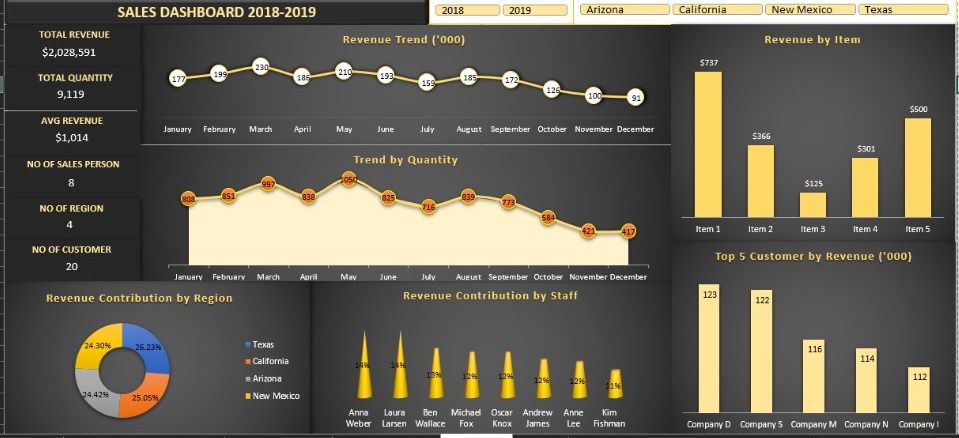 SALES DASHBOARD 2018-2019
2018 2019 Arizona California New Mexico Texas
TOTAL REVENUE
$2,028,591
TOTAL QUANTITY
9,119
AVG REVENUE
$1,014
NO OF SALES PERSON
8
NO OF REGION
4
NO OF CUSTOMER
20
Revenue Trend ('000)
177 199 230 186 210 193 159 185 172 126 100 91
January February March April May June July August September October November December
Trend by Quantity
808 851 997 838 1050 825 716 839 773 584 421 417
January February March April May June July August September October November December
Revenue by Item
$737 $366 $125 $301 $500
Item 1 Item 2 Item 3 Item 4 Item 5
Revenue Contribution by Region
24.30% 26.23%
24.42% 25.05%
Texas
California
Arizona
New Mexico
Revenue Contribution by Staff
14% 14% 13% 12% 12% 12% 12% 11%
Anna Laura Ben Michael Oscar Andrew Anne Kim
Weber Larsen Wallace Fox Knox James Lee Fishman
Top 5 Customer by Revenue ('000)
123 122 116 114 112
Company D Company S Company M Company N Company I